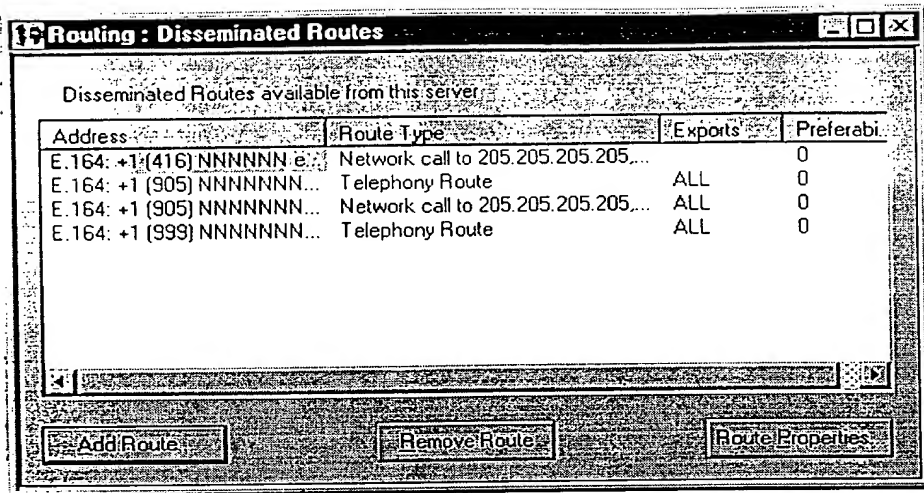 Routing : Disseminated Routes
Disseminated Routes available from this server
Address Route Type Exports Preferabi...
E.164: +1 (416) NNNNNN e... Network call to 205.205.205.205,... 0
E.164: +1 (905) NNNNNNN... Telephony Route ALL 0
E.164: +1 (905) NNNNNNN... Network call to 205.205.205.205,... ALL 0
E.164: +1 (999) NNNNNNN... Telephony Route ALL 0
Add Route Remove Route Route Properties